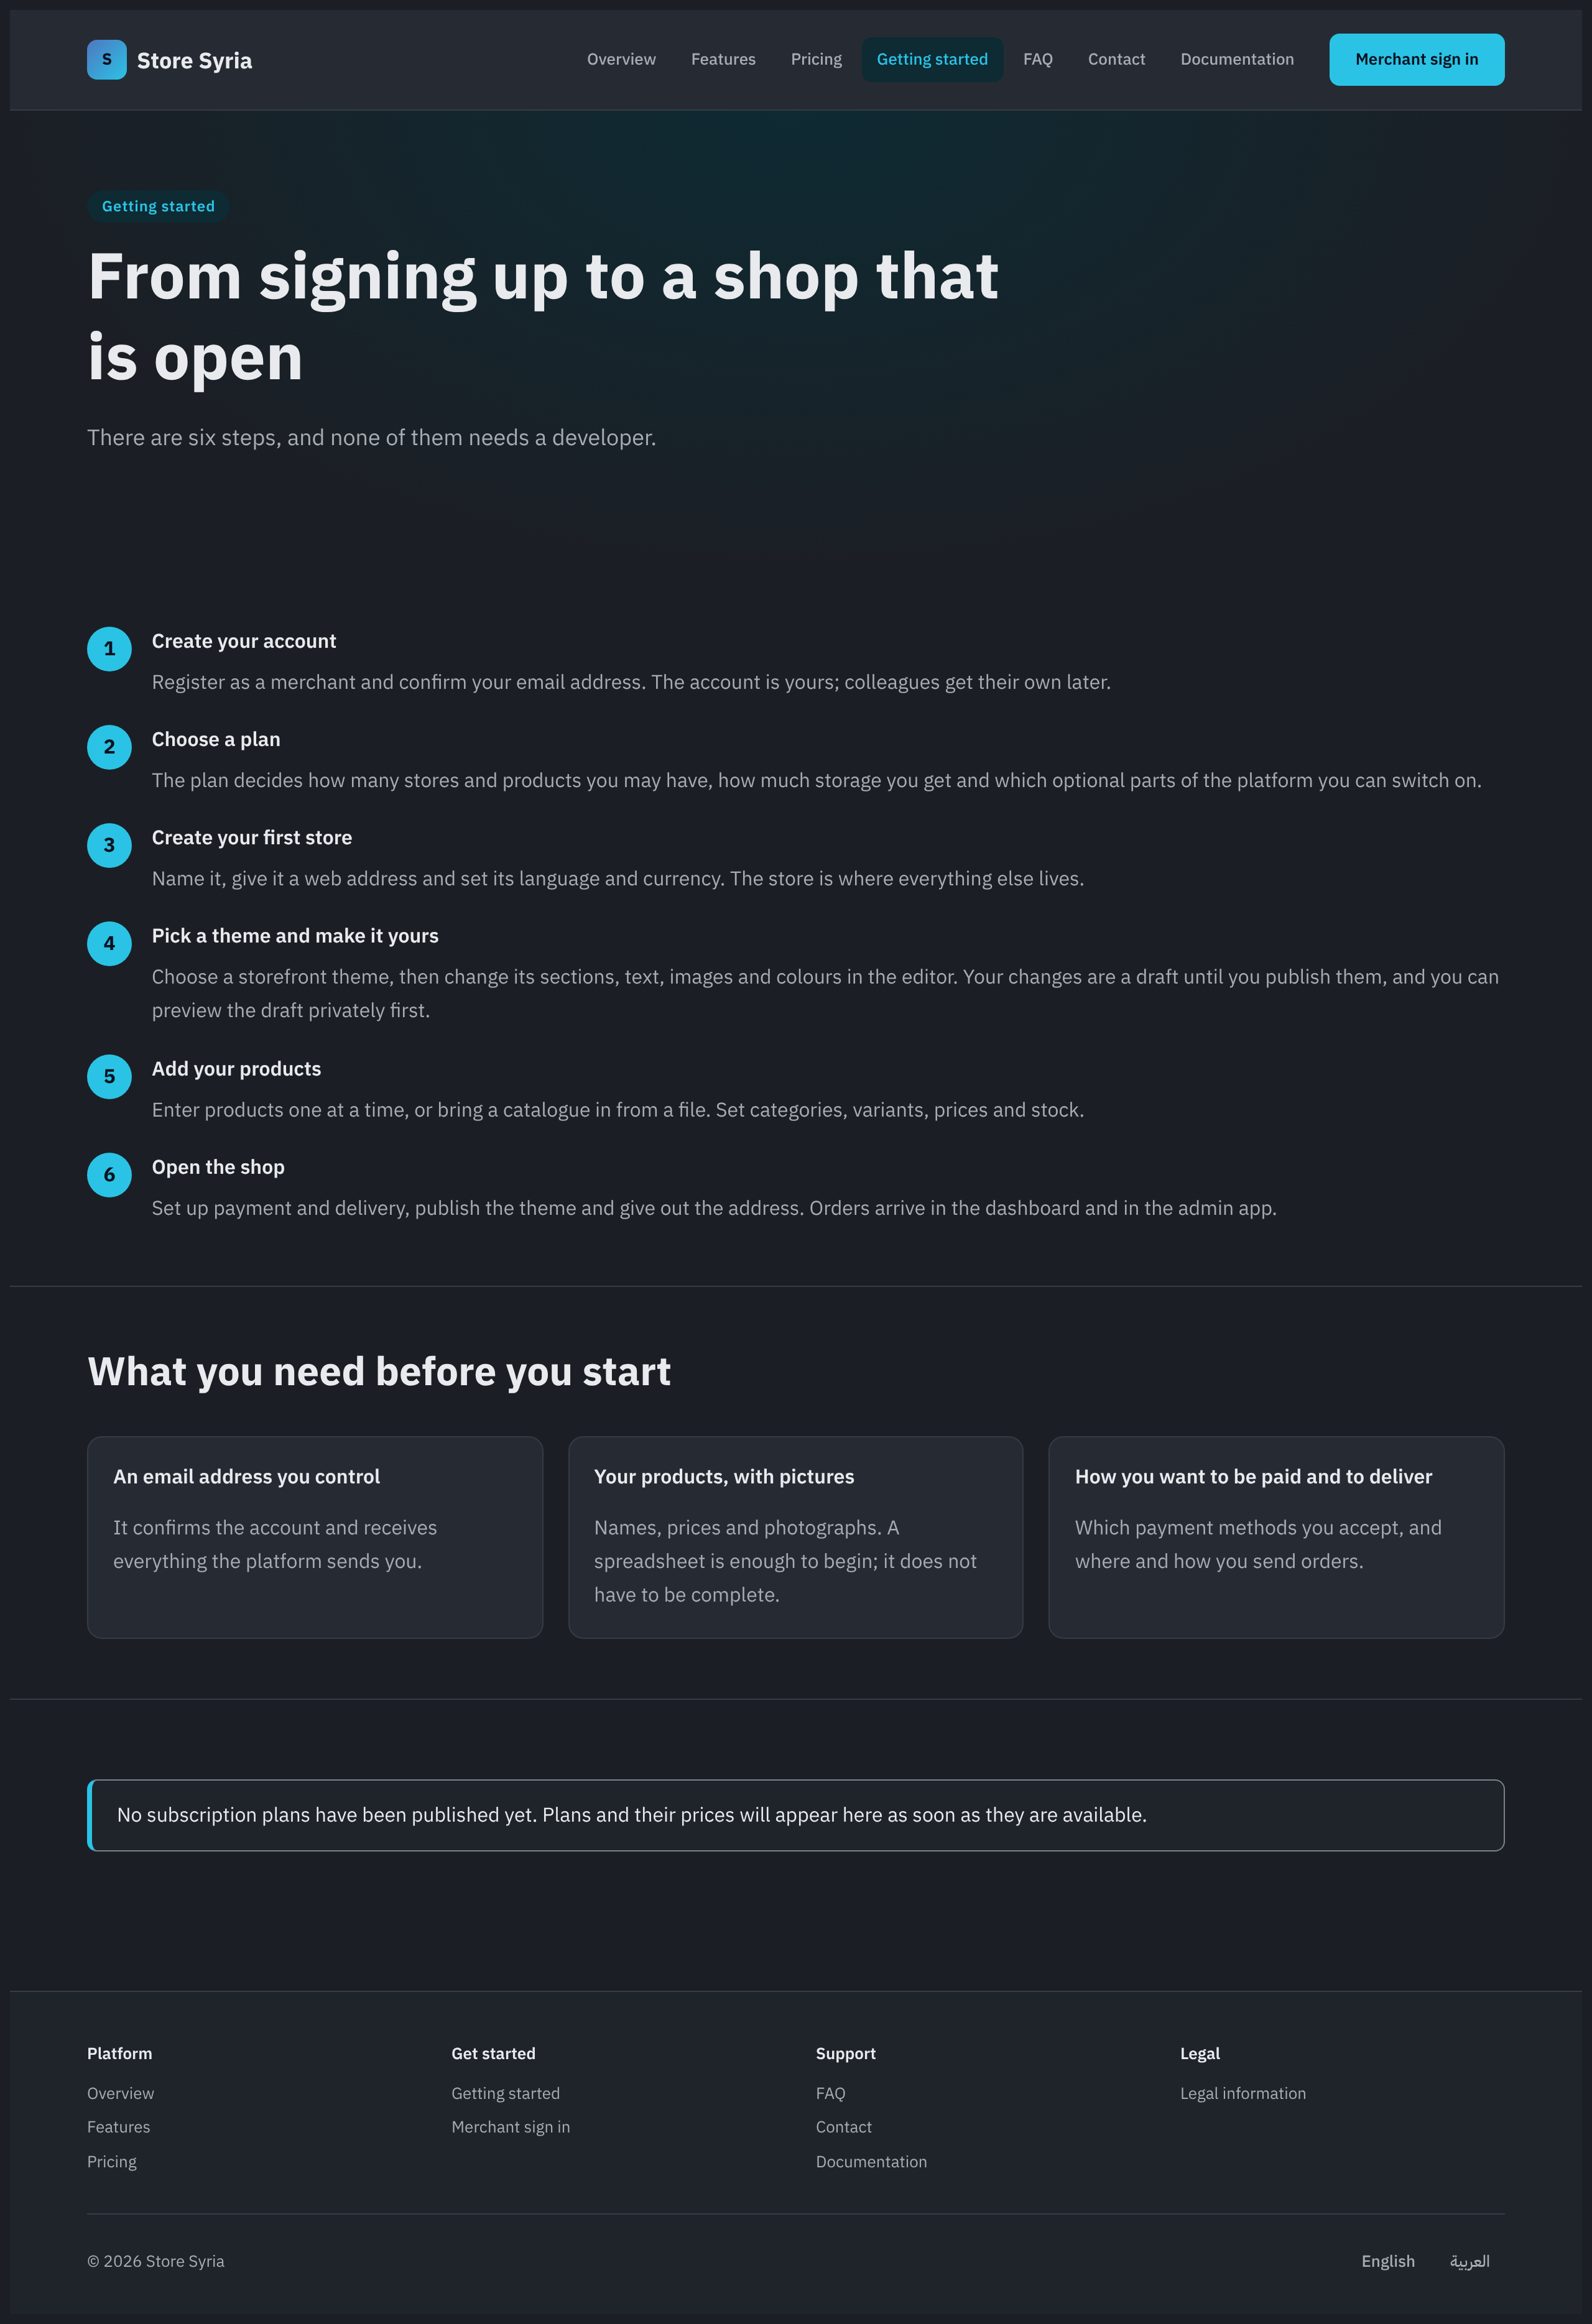 S
Store Syria
Overview
Features
Pricing
Getting started
FAQ
Contact
Documentation
Merchant sign in
Getting started
From signing up to a shop that
is open
There are six steps, and none of them needs a developer.
1
Create your account
Register as a merchant and confirm your email address. The account is yours; colleagues get their own later.
2
Choose a plan
The plan decides how many stores and products you may have, how much storage you get and which optional parts of the platform you can switch on.
3
Create your first store
Name it, give it a web address and set its language and currency. The store is where everything else lives.
4
Pick a theme and make it yours
Choose a storefront theme, then change its sections, text, images and colours in the editor. Your changes are a draft until you publish them, and you can
preview the draft privately first.
5
Add your products
Enter products one at a time, or bring a catalogue in from a file. Set categories, variants, prices and stock.
6
Open the shop
Set up payment and delivery, publish the theme and give out the address. Orders arrive in the dashboard and in the admin app.
What you need before you start
An email address you control
It confirms the account and receives
everything the platform sends you.
Your products, with pictures
Names, prices and photographs. A
spreadsheet is enough to begin; it does not
have to be complete.
How you want to be paid and to deliver
Which payment methods you accept, and
where and how you send orders.
No subscription plans have been published yet. Plans and their prices will appear here as soon as they are available.
Platform
Overview
Features
Pricing
Get started
Getting started
Merchant sign in
Support
FAQ
Contact
Documentation
Legal
Legal information
© 2026 Store Syria
English
العربية